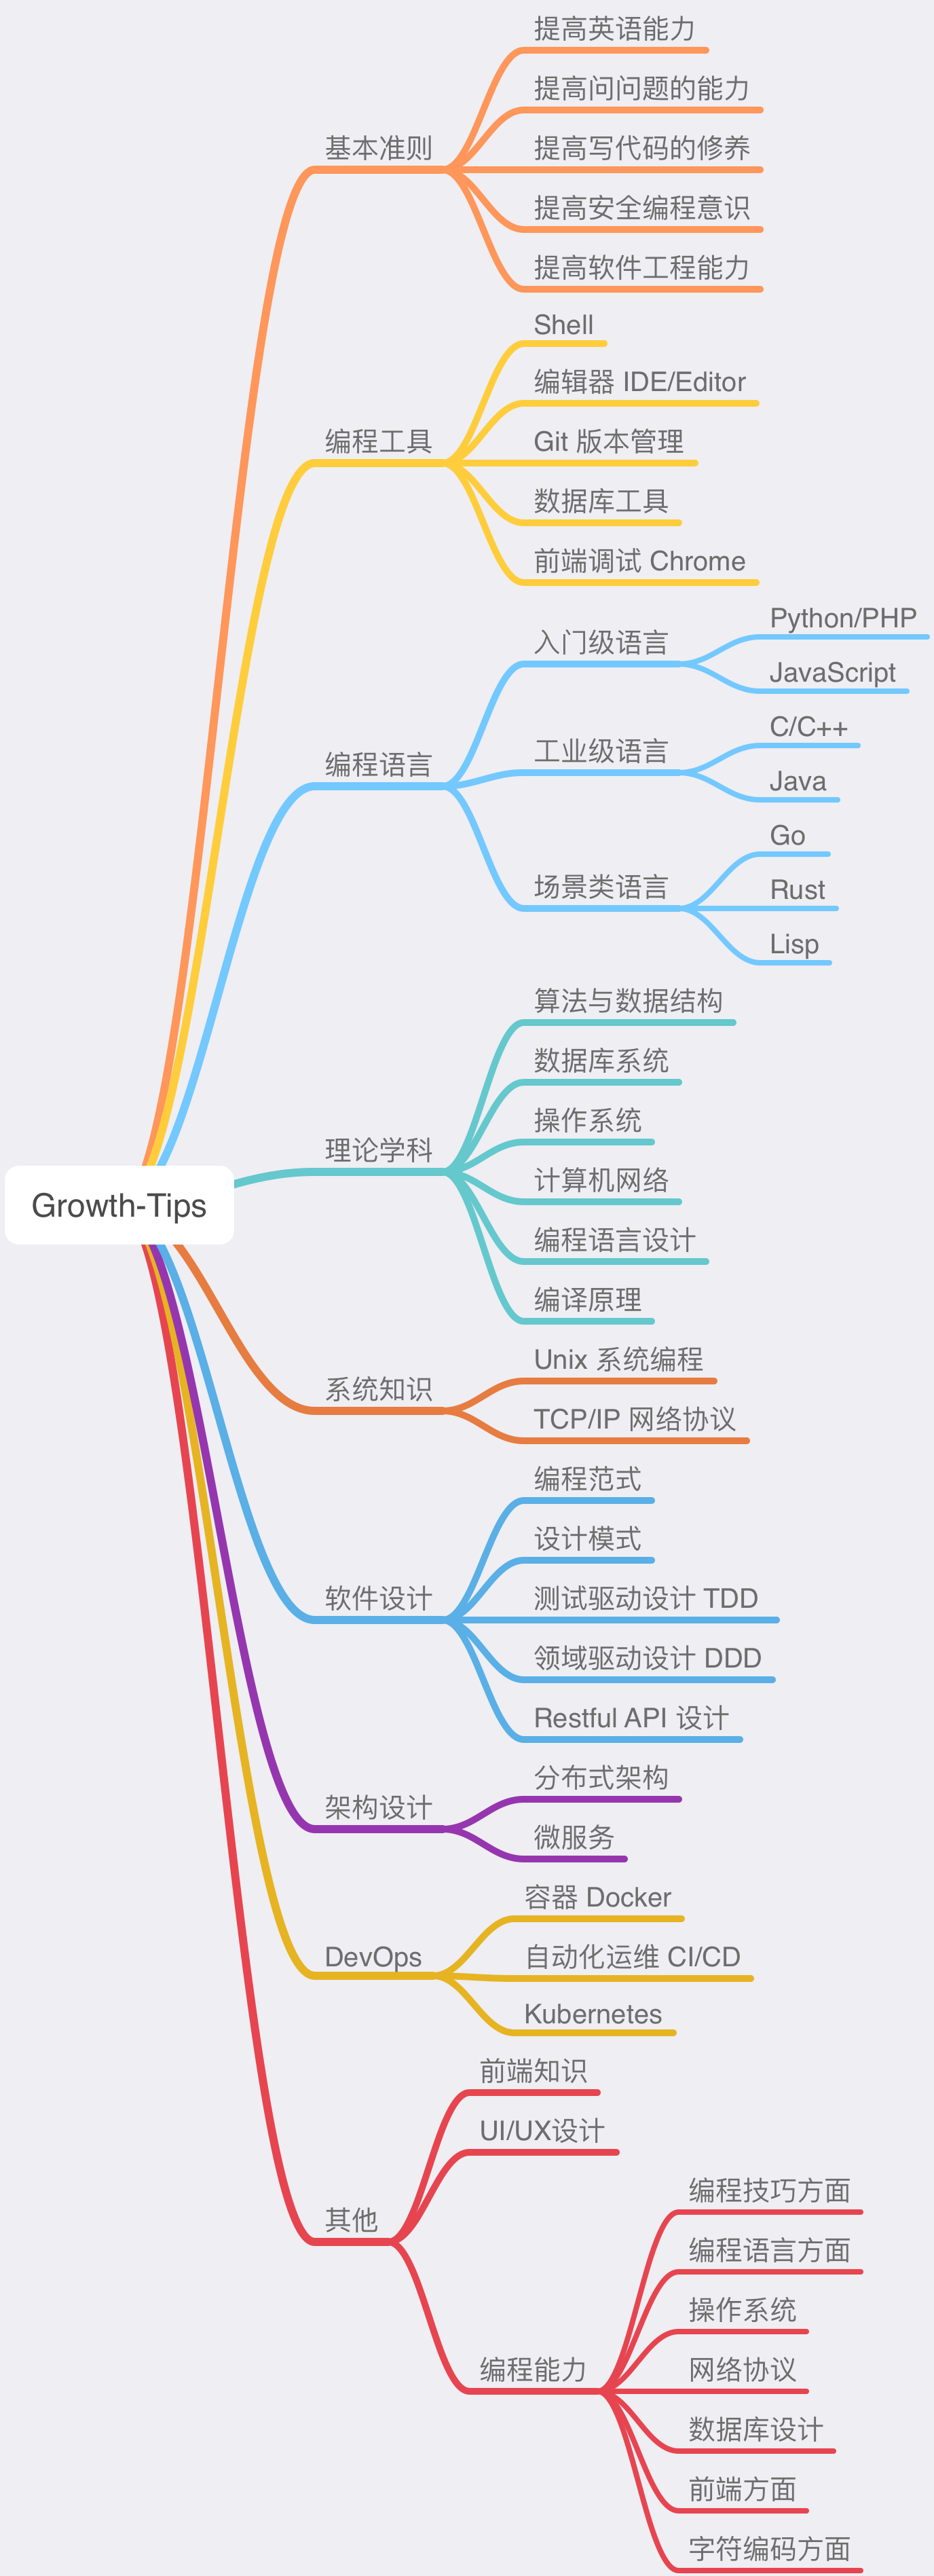 Growth-Tips
基本准则
提高英语能力
提高问问题的能力
提高写代码的修养
提高安全编程意识
提高软件工程能力
编程工具
Shell
编辑器 IDE/Editor
Git 版本管理
数据库工具
前端调试 Chrome
编程语言
入门级语言
Python/PHP
JavaScript
工业级语言
C/C++
Java
场景类语言
Go
Rust
Lisp
理论学科
算法与数据结构
数据库系统
操作系统
计算机网络
编程语言设计
编译原理
系统知识
Unix 系统编程
TCP/IP 网络协议
软件设计
编程范式
设计模式
测试驱动设计 TDD
领域驱动设计 DDD
Restful API 设计
架构设计
分布式架构
微服务
DevOps
容器 Docker
自动化运维 CI/CD
Kubernetes
其他
前端知识
UI/UX设计
编程能力
编程技巧方面
编程语言方面
操作系统
网络协议
数据库设计
前端方面
字符编码方面